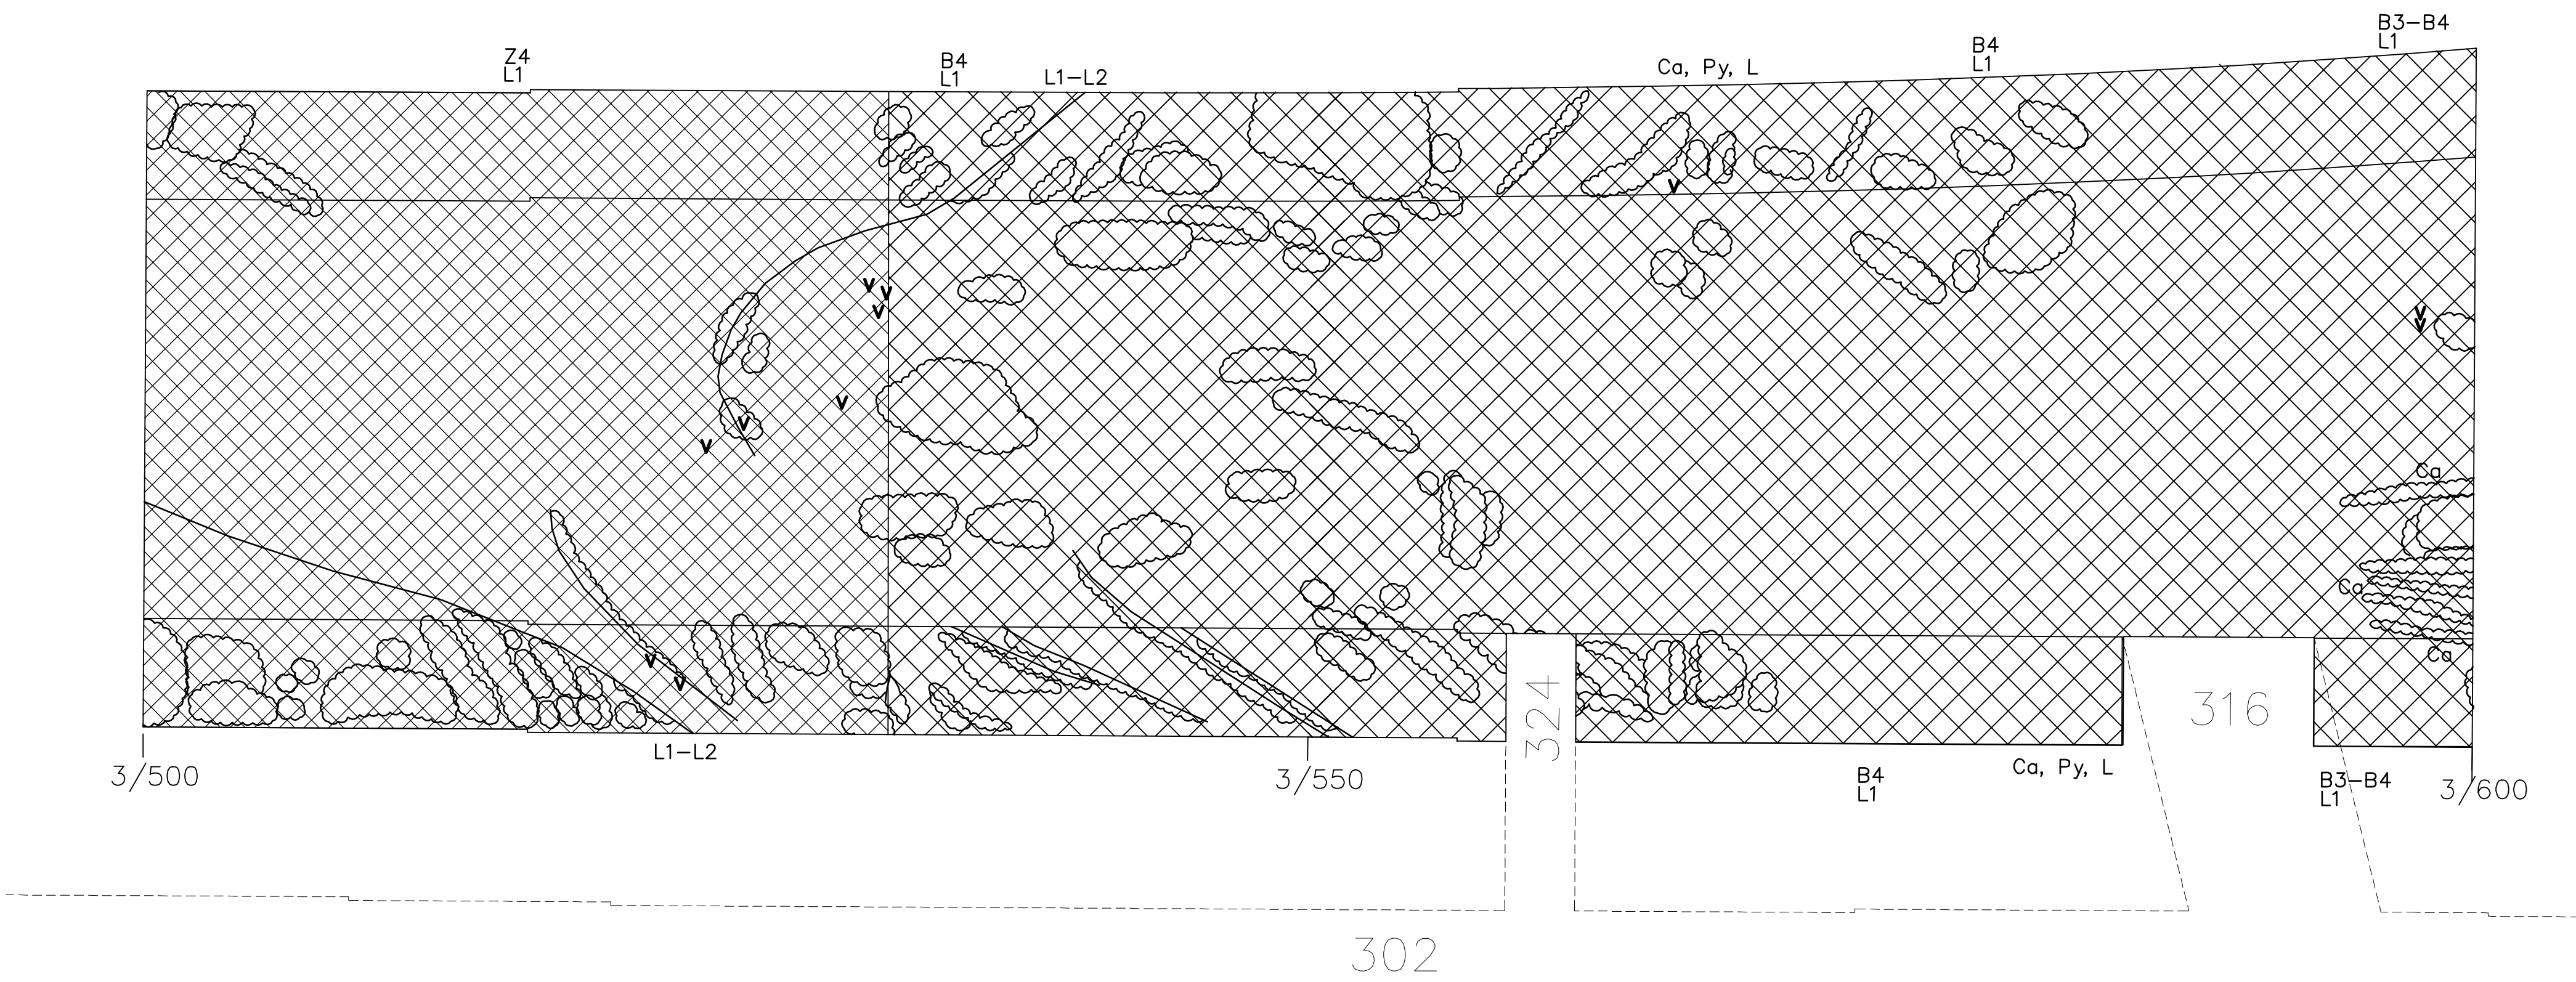 B3-B4
L1
B4
L1
Z4
L1
B4
L1
L1-L2
Ca, Py, L
Ca
Ca
Ca
324
316
L1-L2
3/500
3/550
B4
L1
Ca, Py, L
B3-B4
L1
3/600
302